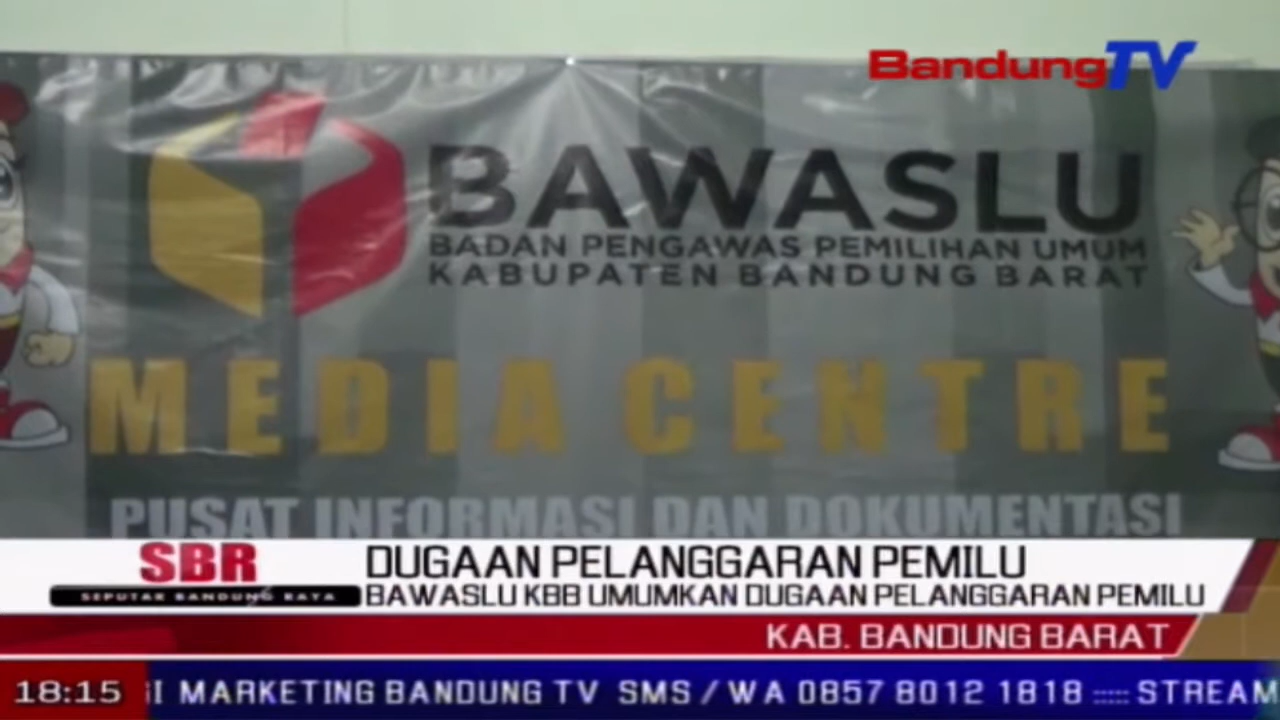 BandungTV
BAWASLU
BADAN PENGAWAS PEMILIHAN UMUM
KABUPATEN BANDUNG BARAT
MEDIA CENTRE
PUSAT INFORMASI DAN DOKUMENTASI
SBR
SEPUTAR BANDUNG RAYA
DUGAAN PELANGGARAN PEMILU
BAWASLU KBB UMUMKAN DUGAAN PELANGGARAN PEMILU
KAB. BANDUNG BARAT
18:15
GI MARKETING BANDUNG TV SMS / WA 0857 8012 1818 ::::: STREAM